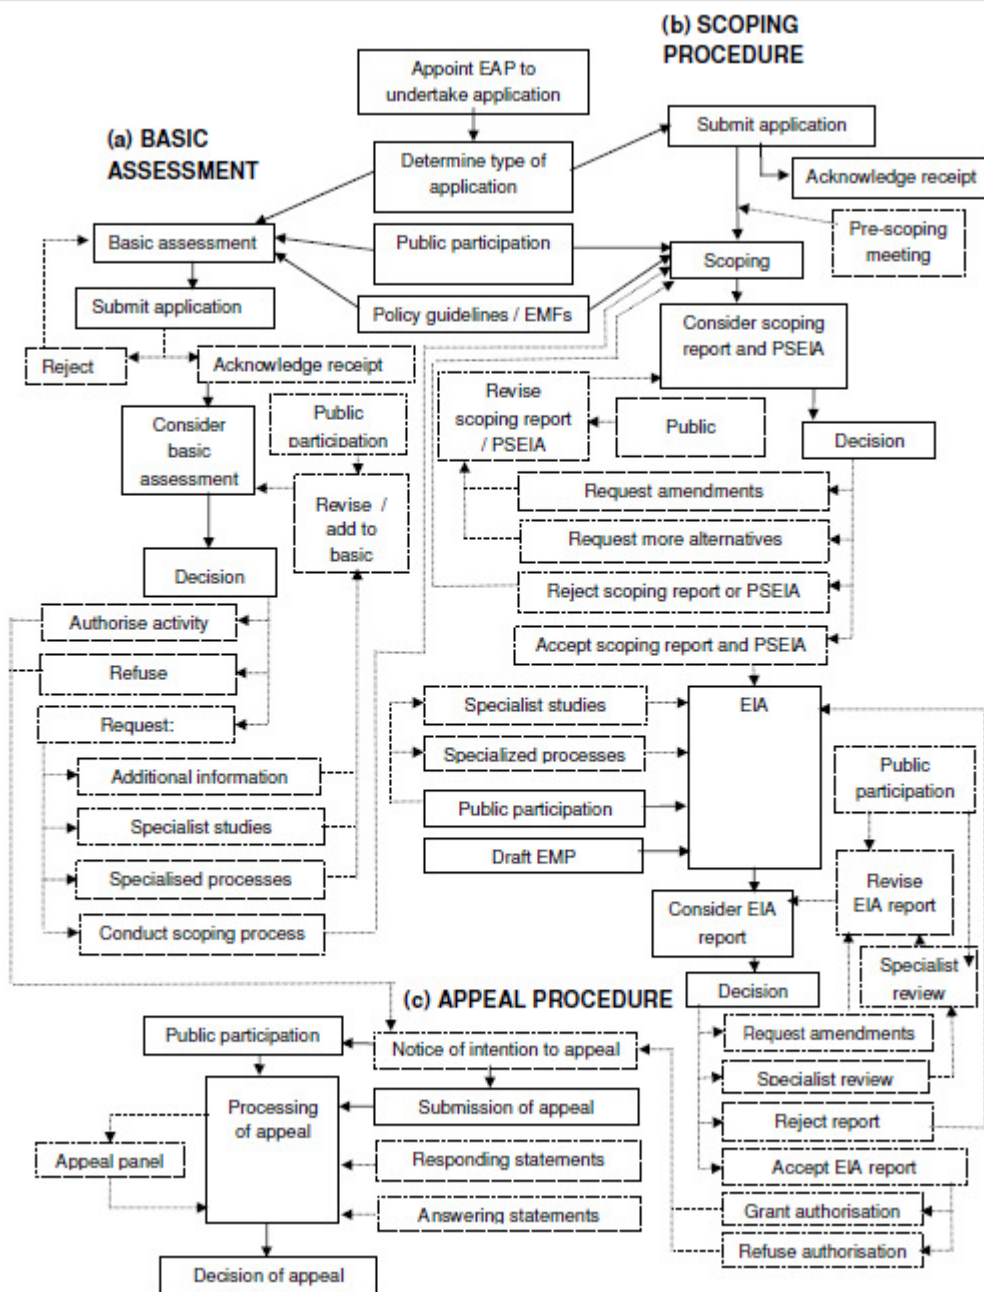 (b) SCOPING
PROCEDURE
Appoint EAP to
undertake application
Submit application
(a) BASIC
ASSESSMENT
Determine type of
application
Acknowledge receipt
Basic assessment
Public participation
Pre-scoping
meeting
Scoping
Submit application
Policy guidelines / EMFs
Consider scoping
report and PSEIA
Reject
Acknowledge receipt
Revise
scoping report
/ PSEIA
Public
Consider
basic
assessment
Public
participation
Decision
Request amendments
Revise /
add to
basic
Request more alternatives
Decision
Reject scoping report or PSEIA
Authorise activity
Accept scoping report and PSEIA
Refuse
Specialist studies
EIA
Request:
Specialized processes
Public
participation
Additional information
Public participation
Specialist studies
Draft EMP
Specialised processes
Revise
EIA report
Consider EIA
report
Conduct scoping process
Specialist
review
Decision
(c) APPEAL PROCEDURE
Public participation
Notice of intention to appeal
Request amendments
Specialist review
Processing
of appeal
Submission of appeal
Reject report
Appeal panel
Responding statements
Accept EIA report
Answering statements
Grant authorisation
Refuse authorisation
Decision of appeal